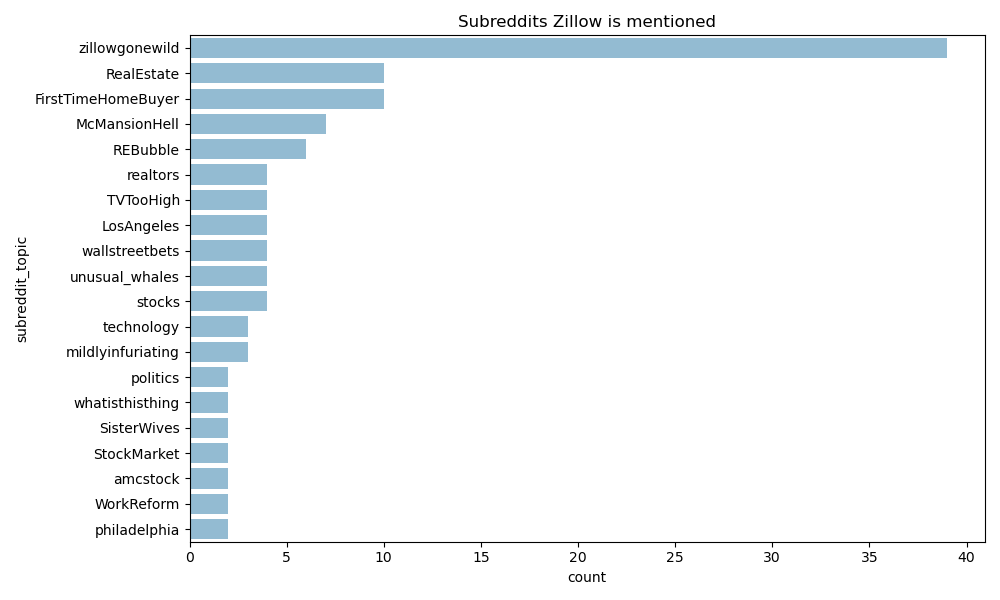 Subreddits Zillow is mentioned
zillowgonewild
RealEstate
FirstTimeHomeBuyer
McMansionHell
REBubble
realtors
TVTooHigh
LosAngeles
wallstreetbets
unusual_whales
stocks
technology
mildlyinfuriating
politics
whatisthisthing
SisterWives
StockMarket
amcstock
WorkReform
philadelphia
subreddit_topic
0 5 10 15 20 25 30 35 40
count